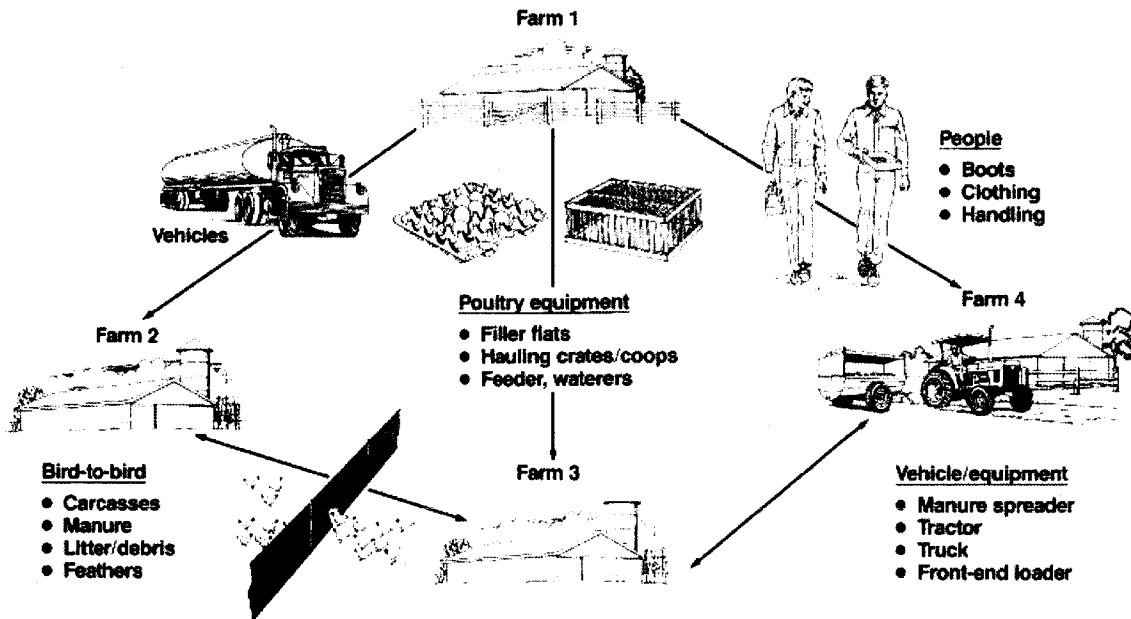 Farm 1
People
● Boots
● Clothing
● Handling
Vehicles
Farm 2
Poultry equipment
● Filler flats
● Hauling crates/coops
● Feeder, waterers
Farm 4
Bird-to-bird
● Carcasses
● Manure
● Litter/debris
● Feathers
Farm 3
Vehicle/equipment
● Manure spreader
● Tractor
● Truck
● Front-end loader